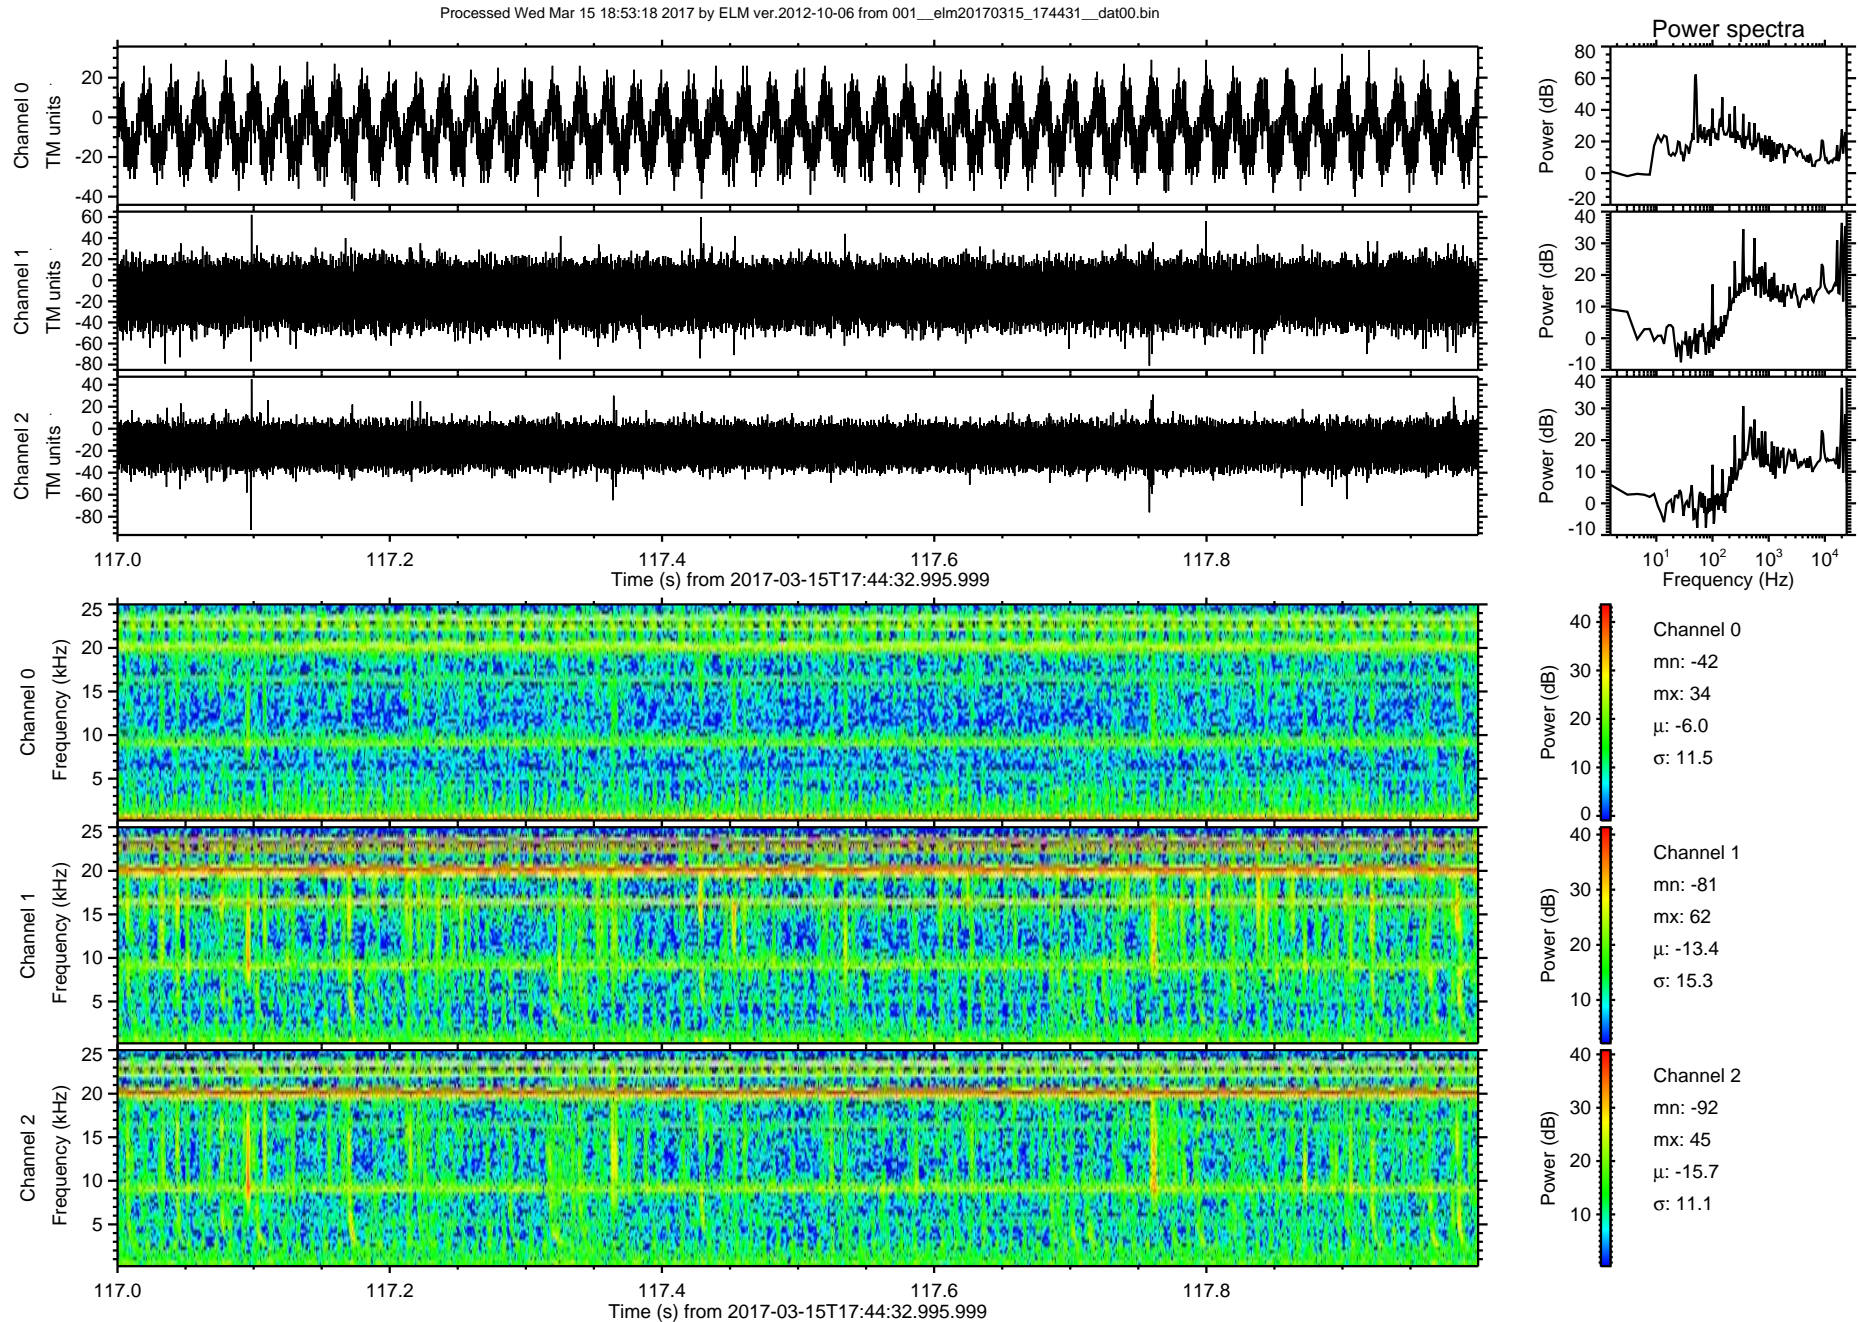 Processed Wed Mar 15 18:53:18 2017 by ELM ver.2012-10-06 from 001__elm20170315_174431__dat00.bin
Power spectra
Channel 0
TM units
20
0
-20
-40
Power (dB)
80
60
40
20
0
-20
Channel 1
TM units
60
40
20
0
-20
-40
-60
-80
Power (dB)
40
30
20
10
0
-10
Channel 2
TM units
40
20
0
-20
-40
-60
-80
Power (dB)
40
30
20
10
0
-10
117.0 117.2 117.4 117.6 117.8
Time (s) from 2017-03-15T17:44:32.995.999
10^1 10^2 10^3 10^4
Frequency (Hz)
Channel 0
Frequency (kHz)
25
20
15
10
5
Power (dB)
40
30
20
10
0
Channel 0
mn: -42
mx: 34
μ: -6.0
σ: 11.5
Channel 1
Frequency (kHz)
25
20
15
10
5
Power (dB)
40
30
20
10
Channel 1
mn: -81
mx: 62
μ: -13.4
σ: 15.3
Channel 2
Frequency (kHz)
25
20
15
10
5
Power (dB)
40
30
20
10
Channel 2
mn: -92
mx: 45
μ: -15.7
σ: 11.1
117.0 117.2 117.4 117.6 117.8
Time (s) from 2017-03-15T17:44:32.995.999